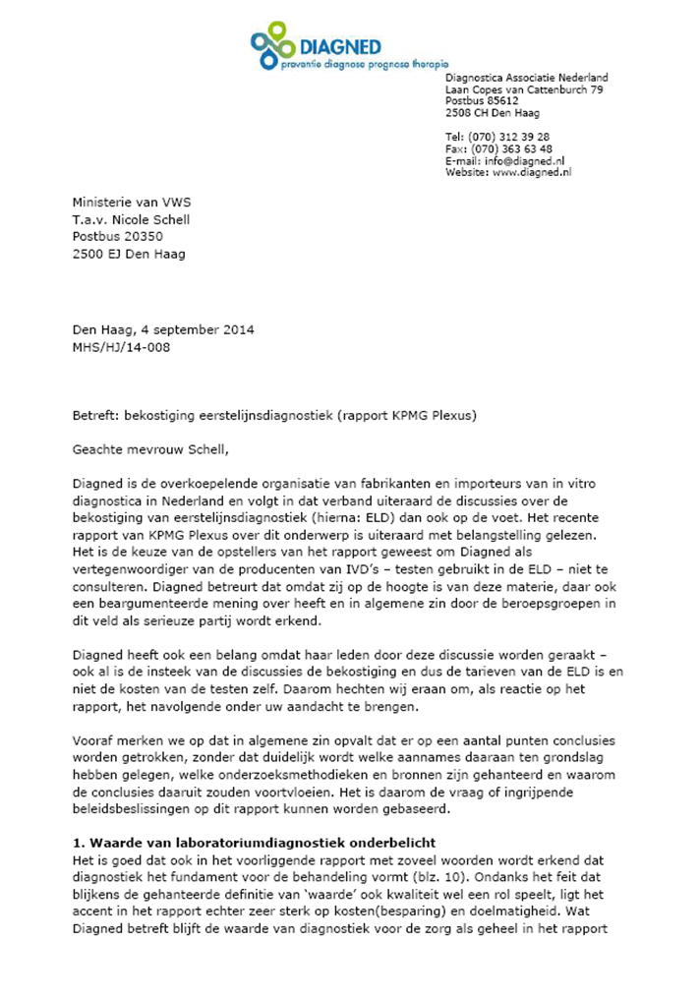 DIAGNED
preventie diagnose prognose therapie
Diagnostica Associatie Nederland
Laan Copes van Cattenburch 79
Postbus 85612
2508 CH Den Haag
Tel: (070) 312 39 28
Fax: (070) 363 63 48
E-mail: info@diagned.nl
Website: www.diagned.nl
Ministerie van VWS
T.a.v. Nicole Schell
Postbus 20350
2500 EJ Den Haag
Den Haag, 4 september 2014
MHS/HJ/14-008
Betreft: bekostiging eerstelijnsdiagnostiek (rapport KPMG Plexus)
Geachte mevrouw Schell,
Diagned is de overkoepelende organisatie van fabrikanten en importeurs van in vitro
diagnostica in Nederland en volgt in dat verband uiteraard de discussies over de
bekostiging van eerstelijnsdiagnostiek (hierna: ELD) dan ook op de voet. Het recente
rapport van KPMG Plexus over dit onderwerp is uiteraard met belangstelling gelezen.
Het is de keuze van de opstellers van het rapport geweest om Diagned als
vertegenwoordiger van de producenten van IVD's – testen gebruikt in de ELD – niet te
consulteren. Diagned betreurt dat omdat zij op de hoogte is van deze materie, daar ook
een beargumenteerde mening over heeft en in algemene zin door de beroepsgroepen in
dit veld als serieuze partij wordt erkend.
Diagned heeft ook een belang omdat haar leden door deze discussie worden geraakt –
ook al is de insteek van de discussies de bekostiging en dus de tarieven van de ELD is en
niet de kosten van de testen zelf. Daarom hechten wij eraan om, als reactie op het
rapport, het navolgende onder uw aandacht te brengen.
Vooraf merken we op dat in algemene zin opvalt dat er op een aantal punten conclusies
worden getrokken, zonder dat duidelijk wordt welke aannames daaraan ten grondslag
hebben gelegen, welke onderzoeksmethodieken en bronnen zijn gehanteerd en waarom
de conclusies daaruit zouden voortvloeien. Het is daarom de vraag of ingrijpende
beleidsbeslissingen op dit rapport kunnen worden gebaseerd.
1. Waarde van laboratoriumdiagnostiek onderbelicht
Het is goed dat ook in het voorliggende rapport met zoveel woorden wordt erkend dat
diagnostiek het fundament voor de behandeling vormt (blz. 10). Ondanks het feit dat
blijkens de gehanteerde definitie van 'waarde' ook kwaliteit wel een rol speelt, ligt het
accent in het rapport echter zeer sterk op kosten(besparing) en doelmatigheid. Wat
Diagned betreft blijft de waarde van diagnostiek voor de zorg als geheel in het rapport